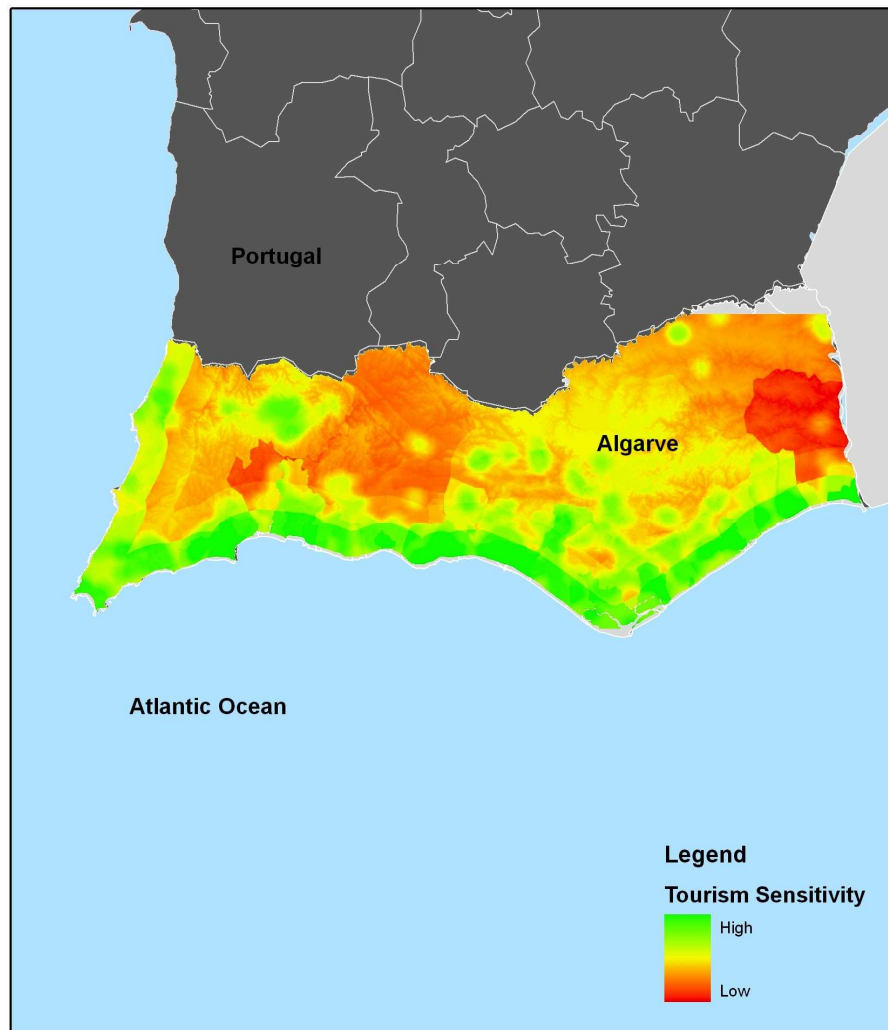 Portugal
Algarve
Atlantic Ocean
Legend
Tourism Sensitivity
High
Low